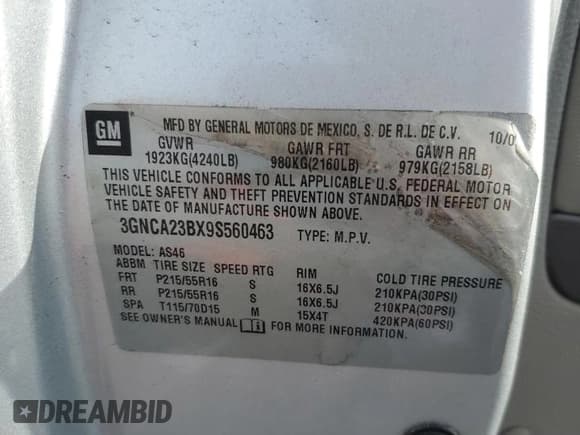 GM
MFD BY GENERAL MOTORS DE MEXICO, S. DE R.L. DE C.V. 10/0
GVWR GAWR FRT GAWR RR
1923KG(4240LB) 980KG(2160LB) 979KG(2158LB)
THIS VEHICLE CONFORMS TO ALL APPLICABLE U.S. FEDERAL MOTOR
VEHICLE SAFETY AND THEFT PREVENTION STANDARDS IN EFFECT ON
THE DATE OF MANUFACTURE SHOWN ABOVE.
3GNCA23BX9S560463 TYPE: M.P.V.
MODEL: AS46
ABBM TIRE SIZE SPEED RTG RIM COLD TIRE PRESSURE
FRT P215/55R16 S 16X6.5J 210KPA(30PSI)
RR P215/55R16 S 16X6.5J 210KPA(30PSI)
SPA T115/70D15 M 15X4T 420KPA(60PSI)
SEE OWNER'S MANUAL FOR MORE INFORMATION.
DREAMBID